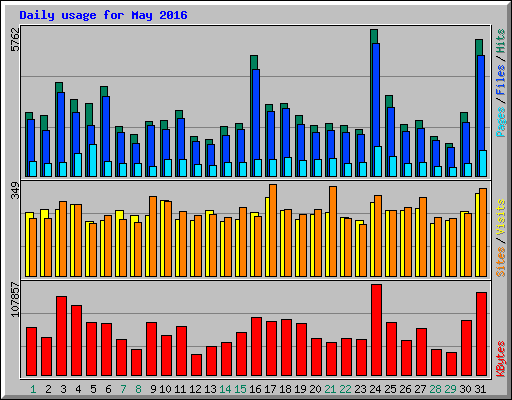 Daily usage for May 2016
5762
Pages / Files / Hits
349
Sites / Visits
107857
KBytes
1 2 3 4 5 6 7 8 9 10 11 12 13 14 15 16 17 18 19 20 21 22 23 24 25 26 27 28 29 30 31